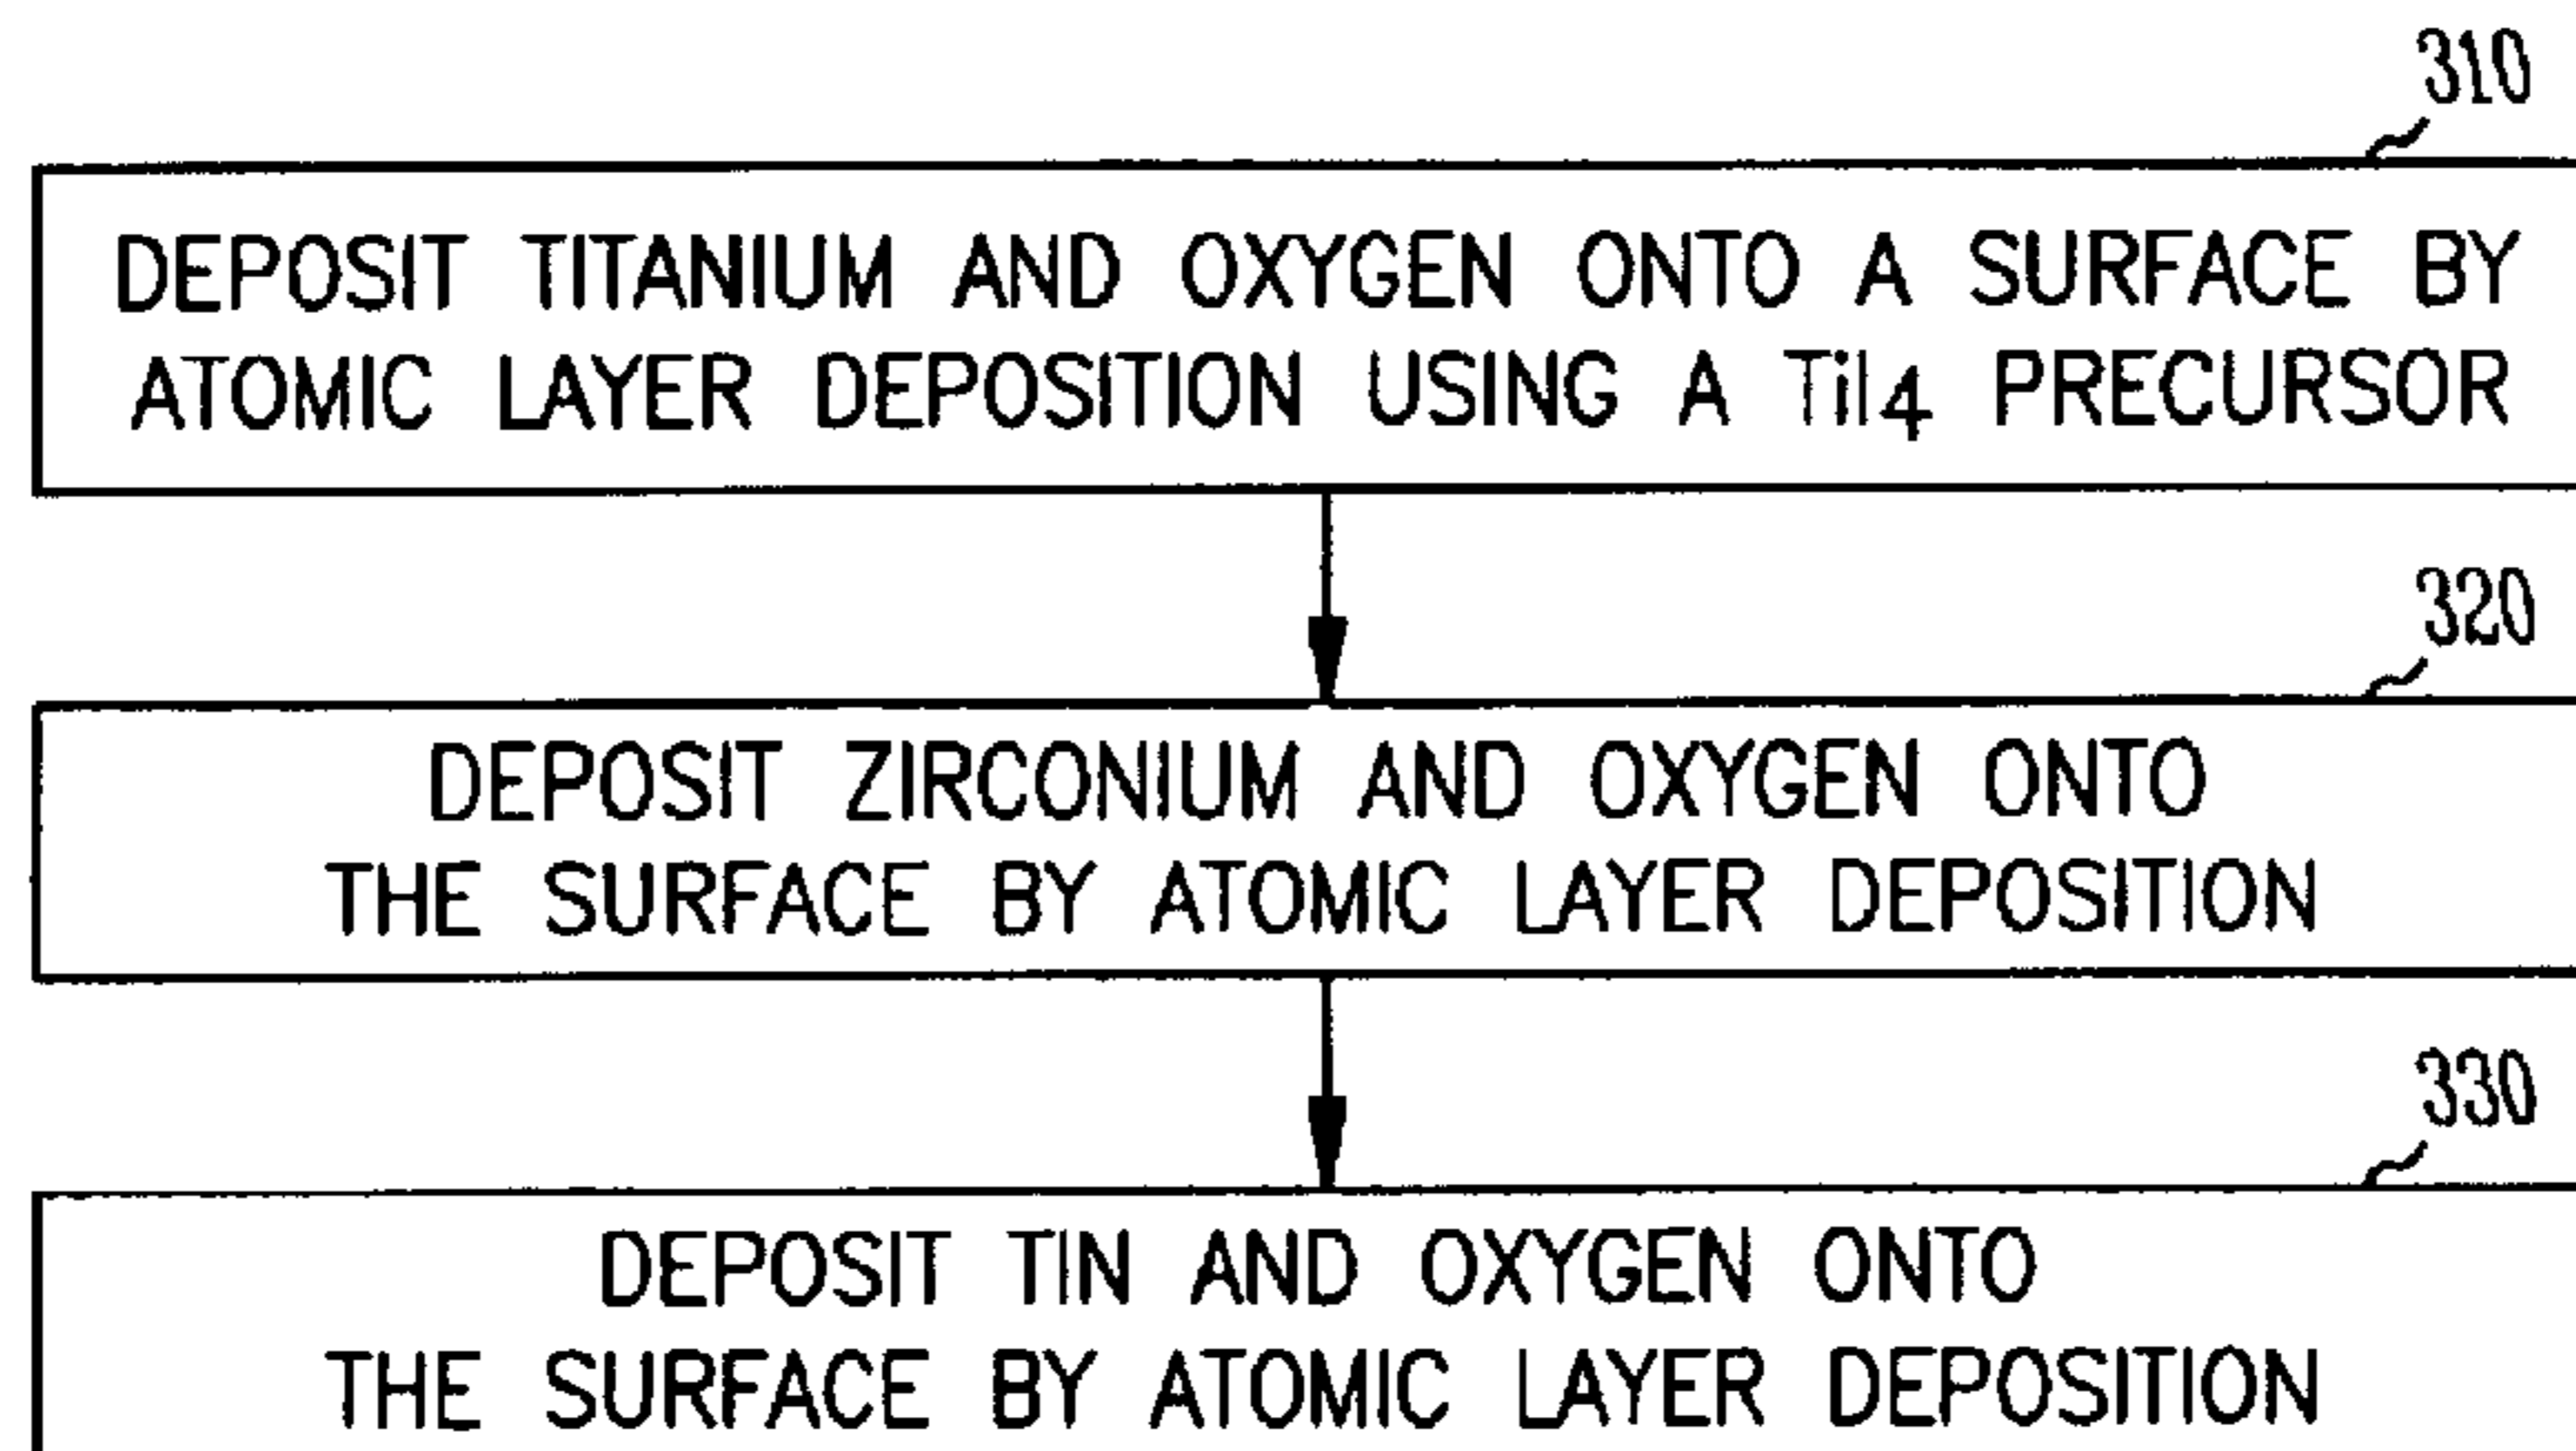 310
DEPOSIT TITANIUM AND OXYGEN ONTO A SURFACE BY
ATOMIC LAYER DEPOSITION USING A TiI4 PRECURSOR
320
DEPOSIT ZIRCONIUM AND OXYGEN ONTO
THE SURFACE BY ATOMIC LAYER DEPOSITION
330
DEPOSIT TIN AND OXYGEN ONTO
THE SURFACE BY ATOMIC LAYER DEPOSITION